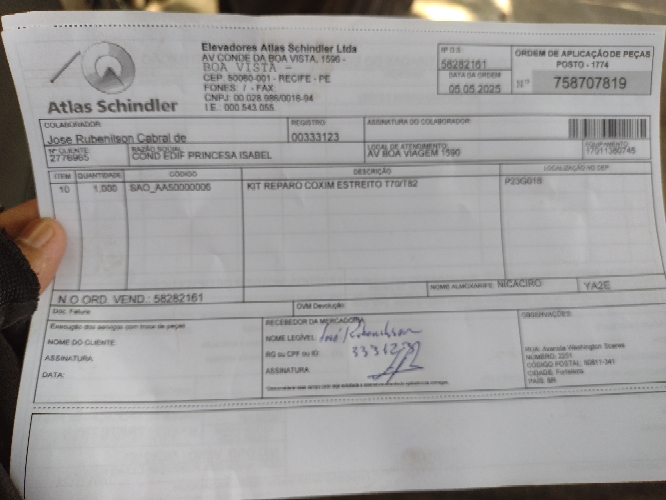 Atlas Schindler
Elevadores Atlas Schindler Ltda
AV CONDE DA BOA VISTA, 1596 -
BOA VISTA -
CEP: 50060-001 - RECIFE - PE
FONES: / - FAX:
CNPJ: 00.028.986/0016-94
I.E.: 000.543.055
Nº O.S.
58282161
DATA DA ORDEM
05.05.2025
ORDEM DE APLICAÇÃO DE PEÇAS
POSTO - 1774
Nº 758707819
COLABORADOR: REGISTRO ASSINATURA DO COLABORADOR:
Jose Rubenilson Cabral de 00333123
Nº CLIENTE: RAZÃO SOCIAL LOCAL DE ATENDIMENTO: EQUIPAMENTO
2776965 COND EDIF PRINCESA ISABEL AV BOA VIAGEM 1590
ITEM QUANTIDADE CÓDIGO DESCRIÇÃO LOCALIZAÇÃO NO DEP.
10 1,000 SAO_AA50000006 KIT REPARO COXIM ESTREITO T70/T82 P23G018
NOME ALMOXARIFE: NICACIRO YA2E
N.O ORD. VEND.: 58282161
Doc. Fatura: OVM Devolução:
Execução dos serviços com troca de peças
NOME DO CLIENTE
ASSINATURA:
DATA:
RECEBEDOR DA MERCADORIA
NOME LEGÍVEL: José Rubenilson
RG ou CPF ou ID:
ASSINATURA
OBSERVAÇÕES:
RUA: Avenida Washington Soares
CÓDIGO POSTAL: 60811-341
CIDADE: Fortaleza
PAÍS: BR